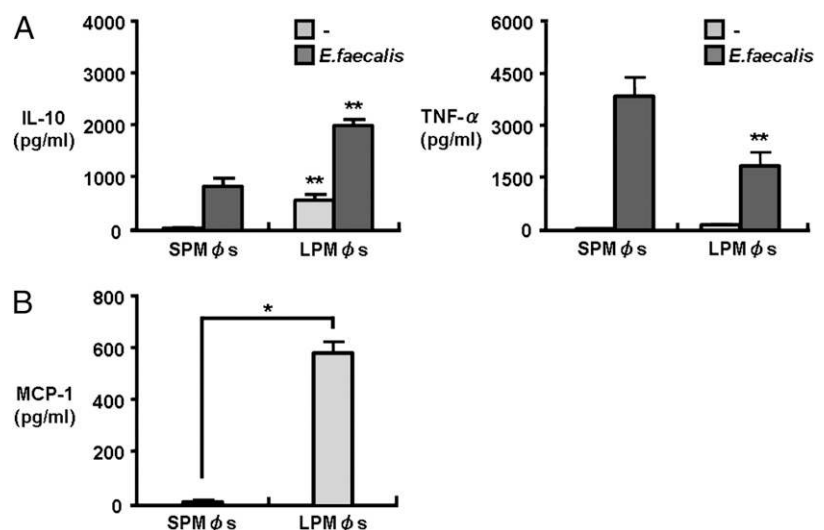 A
4000
3000
2000
1000
0
IL-10
(pg/ml)
-
E.faecalis
**
**
SPMϕs
LPMϕs
6000
4500
3000
1500
0
TNF-α
(pg/ml)
-
E.faecalis
**
SPMϕs
LPMϕs
B
800
600
400
200
0
MCP-1
(pg/ml)
*
SPMϕs
LPMϕs